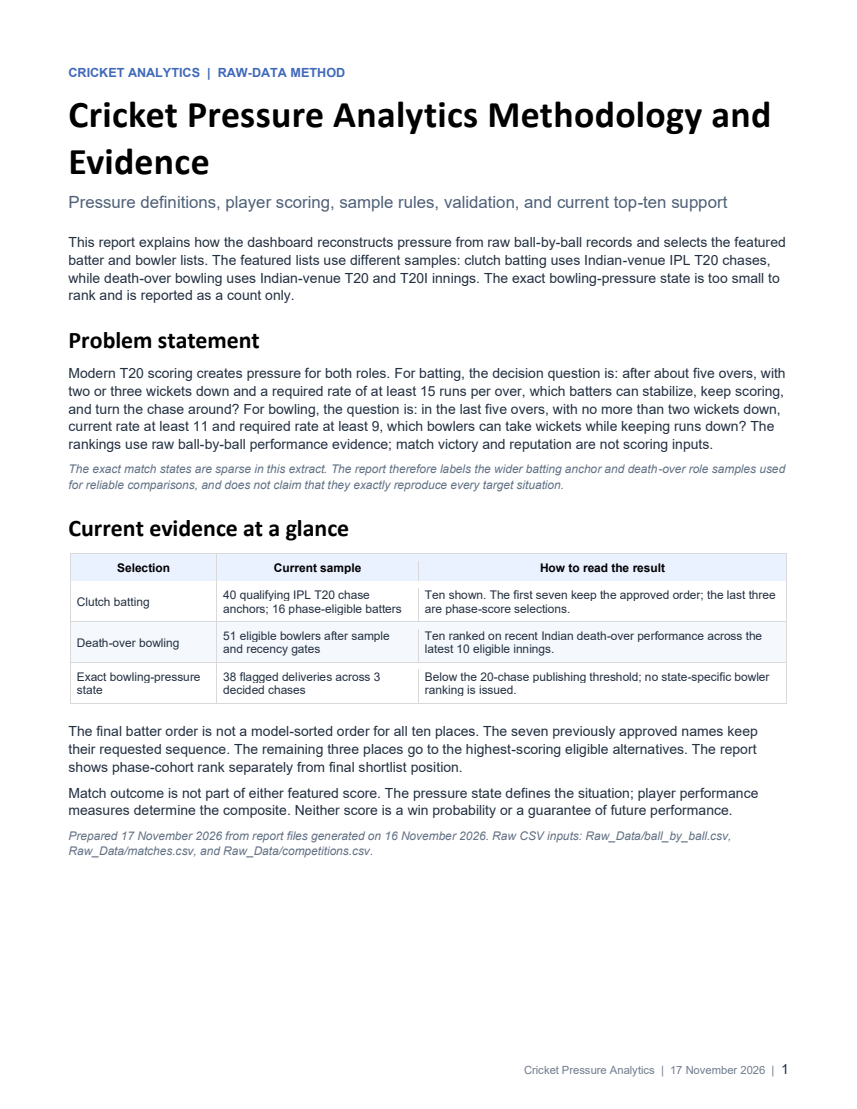 CRICKET ANALYTICS | RAW-DATA METHOD
Cricket Pressure Analytics Methodology and
Evidence
Pressure definitions, player scoring, sample rules, validation, and current top-ten support
This report explains how the dashboard reconstructs pressure from raw ball-by-ball records and selects the featured
batter and bowler lists. The featured lists use different samples: clutch batting uses Indian-venue IPL T20 chases,
while death-over bowling uses Indian-venue T20 and T20I innings. The exact bowling-pressure state is too small to
rank and is reported as a count only.
Problem statement
Modern T20 scoring creates pressure for both roles. For batting, the decision question is: after about five overs, with
two or three wickets down and a required rate of at least 15 runs per over, which batters can stabilize, keep scoring,
and turn the chase around? For bowling, the question is: in the last five overs, with no more than two wickets down,
current rate at least 11 and required rate at least 9, which bowlers can take wickets while keeping runs down? The
rankings use raw ball-by-ball performance evidence; match victory and reputation are not scoring inputs.
The exact match states are sparse in this extract. The report therefore labels the wider batting anchor and death-over role samples used
for reliable comparisons, and does not claim that they exactly reproduce every target situation.
Current evidence at a glance
Selection Current sample How to read the result
Clutch batting
40 qualifying IPL T20 chase
anchors; 16 phase-eligible batters
Ten shown. The first seven keep the approved order; the last three
are phase-score selections.
Death-over bowling
51 eligible bowlers after sample
and recency gates
Ten ranked on recent Indian death-over performance across the
latest 10 eligible innings.
Exact bowling-pressure
state
38 flagged deliveries across 3
decided chases
Below the 20-chase publishing threshold; no state-specific bowler
ranking is issued.
The final batter order is not a model-sorted order for all ten places. The seven previously approved names keep
their requested sequence. The remaining three places go to the highest-scoring eligible alternatives. The report
shows phase-cohort rank separately from final shortlist position.
Match outcome is not part of either featured score. The pressure state defines the situation; player performance
measures determine the composite. Neither score is a win probability or a guarantee of future performance.
Prepared 17 November 2026 from report files generated on 16 November 2026. Raw CSV inputs: Raw_Data/ball_by_ball.csv,
Raw_Data/matches.csv, and Raw_Data/competitions.csv.
Cricket Pressure Analytics | 17 November 2026 | 1